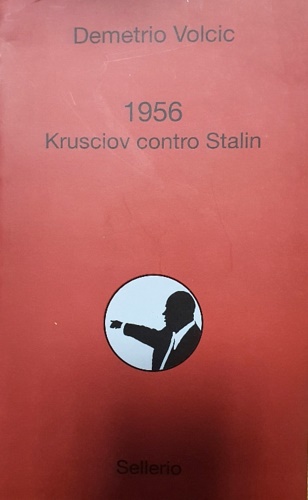 Demetrio Volcic
1956
Krusciov contro Stalin
Sellerio